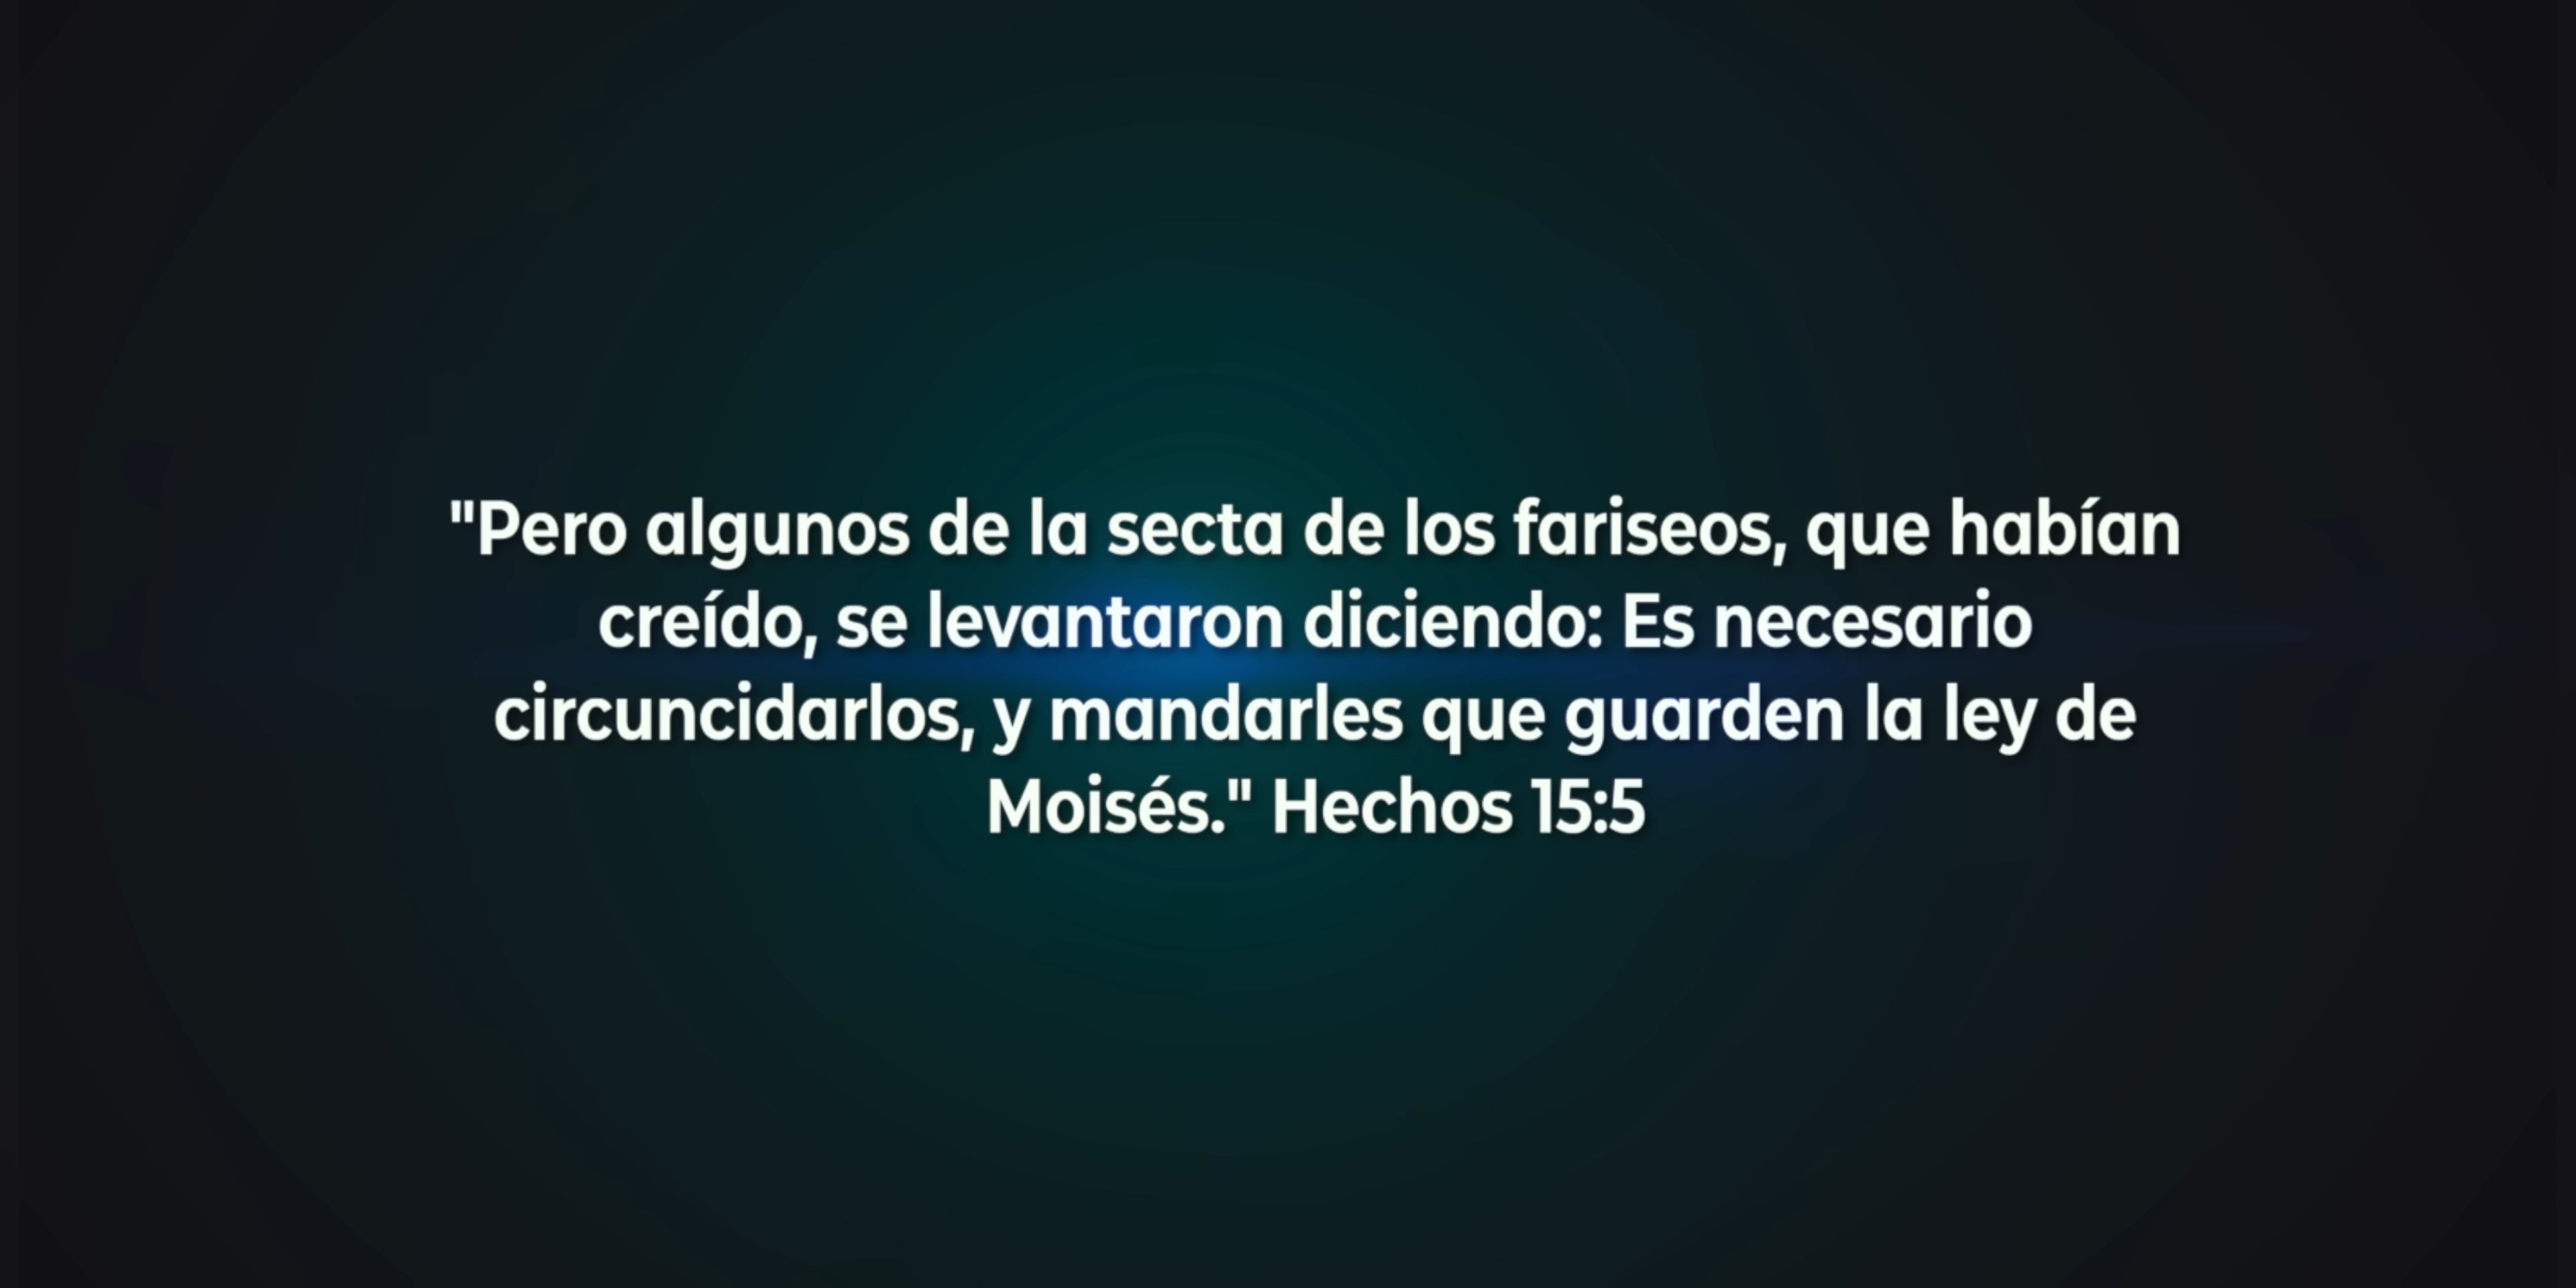 "Pero algunos de la secta de los fariseos, que habían
creído, se levantaron diciendo: Es necesario
circuncidarlos, y mandarles que guarden la ley de
Moisés." Hechos 15:5